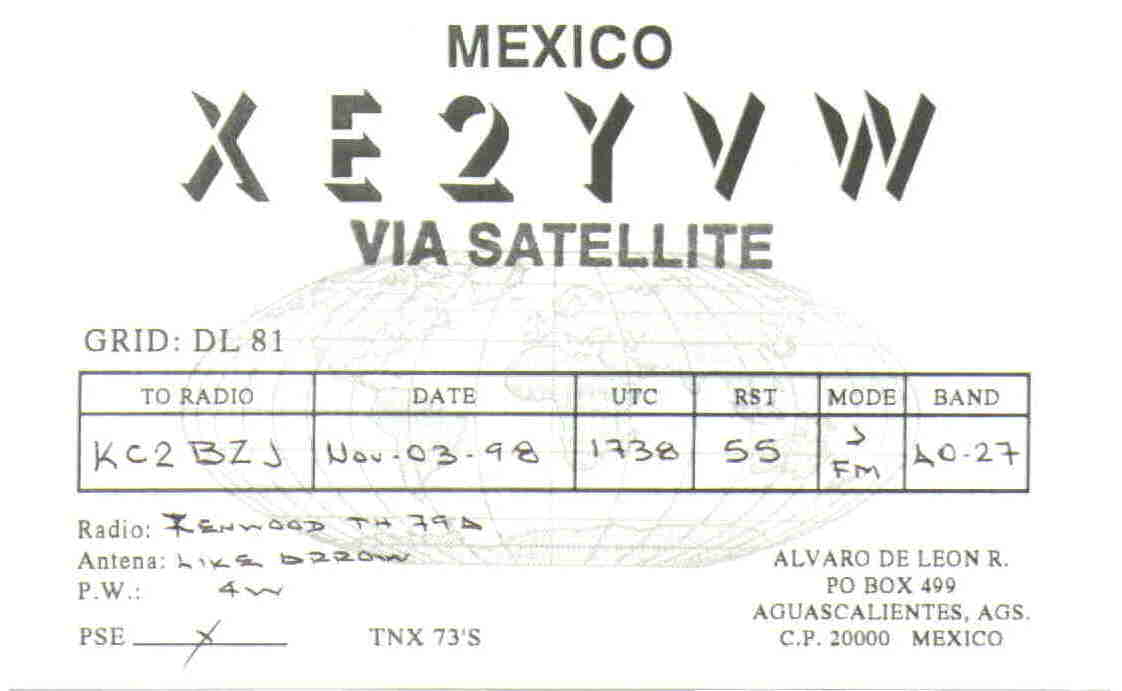 MEXICO
XE2YVW
VIA SATELLITE
GRID: DL 81
TO RADIO DATE UTC RST MODE BAND
KC2BZJ Nov-03-98 1738 55 J FM AO-27
Radio: KENWOOD TH 79A
Antena: LIKE ARROW
P.W.: 4W
PSE X TNX 73'S
ALVARO DE LEON R.
PO BOX 499
AGUASCALIENTES, AGS.
C.P. 20000 MEXICO